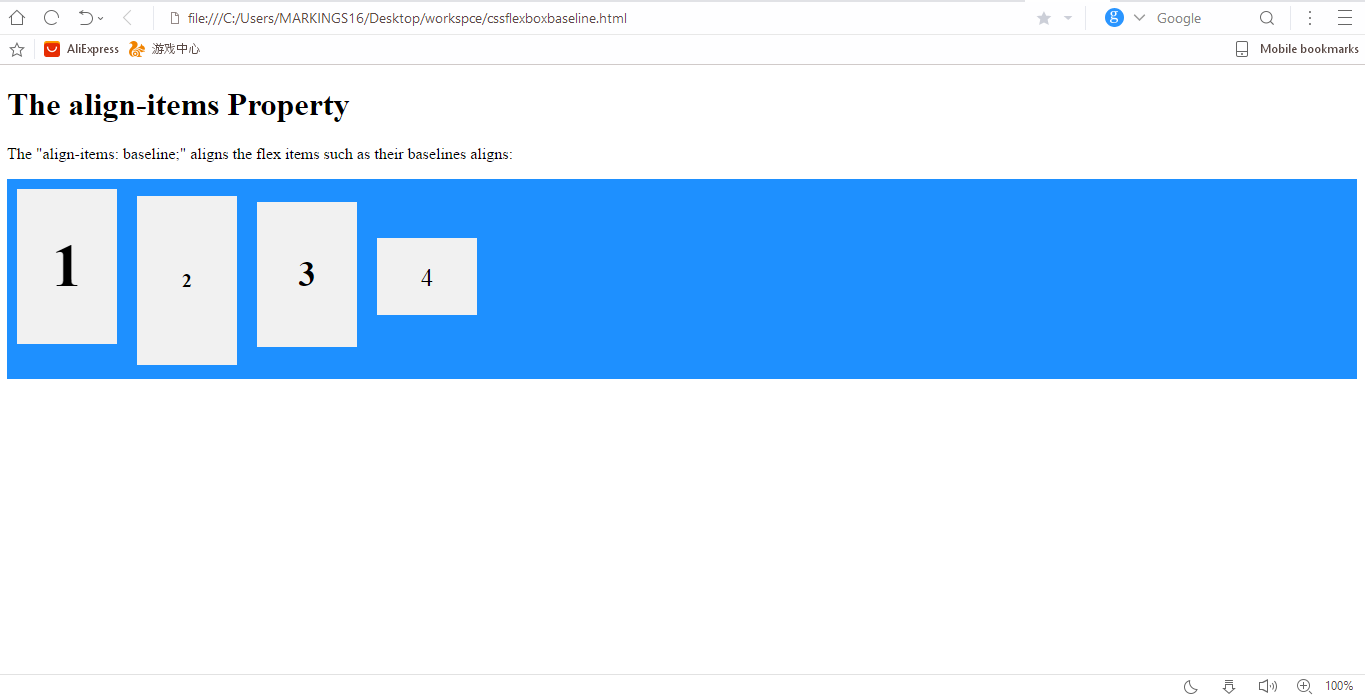 file:///C:/Users/MARKINGS16/Desktop/workspce/cssflexboxbaseline.html
g Google
AliExpress 游戏中心 Mobile bookmarks
The align-items Property
The "align-items: baseline;" aligns the flex items such as their baselines aligns:
1 2 3 4
100%